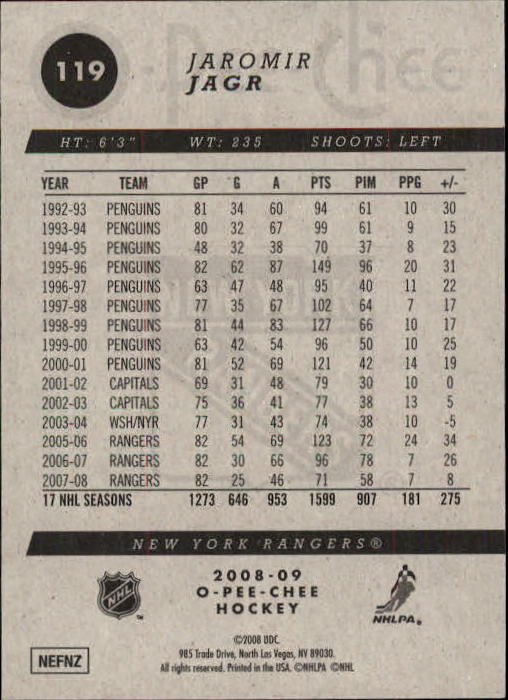 119
JAROMIR
JAGR
HT: 6'3" WT: 235 SHOOTS: LEFT
YEAR TEAM GP G A PTS PIM PPG +/-
1992-93 PENGUINS 81 34 60 94 61 10 30
1993-94 PENGUINS 80 32 67 99 61 9 15
1994-95 PENGUINS 48 32 38 70 37 8 23
1995-96 PENGUINS 82 62 87 149 96 20 31
1996-97 PENGUINS 63 47 48 95 40 11 22
1997-98 PENGUINS 77 35 67 102 64 7 17
1998-99 PENGUINS 81 44 83 127 66 10 17
1999-00 PENGUINS 63 42 54 96 50 10 25
2000-01 PENGUINS 81 52 69 121 42 14 19
2001-02 CAPITALS 69 31 48 79 30 10 0
2002-03 CAPITALS 75 36 41 77 38 13 5
2003-04 WSH/NYR 77 31 43 74 38 10 -5
2005-06 RANGERS 82 54 69 123 72 24 34
2006-07 RANGERS 82 30 66 96 78 7 26
2007-08 RANGERS 82 25 46 71 58 7 8
17 NHL SEASONS 1273 646 953 1599 907 181 275
NEW YORK RANGERS®
NHL ™
2008-09
O-PEE-CHEE
HOCKEY
NHLPA®
©2008 UDC.
985 Trade Drive, North Las Vegas, NV 89030.
All rights reserved. Printed in the USA. ©NHLPA ©NHL
NEFNZ